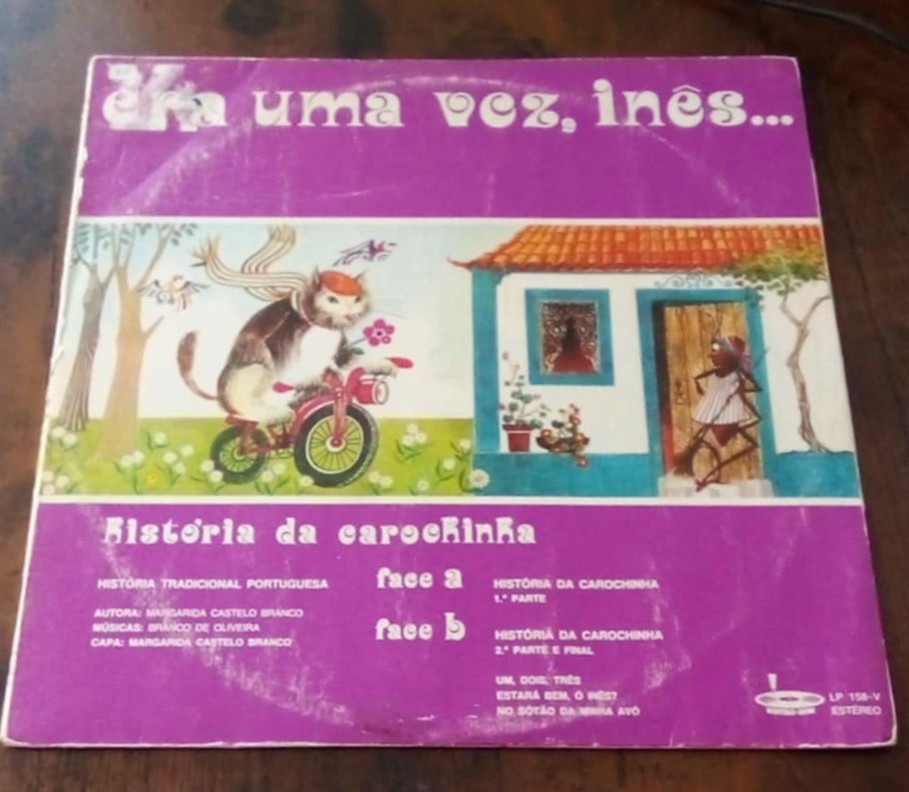 era uma vez, inês...
história da carochinha
HISTÓRIA TRADICIONAL PORTUGUESA
AUTORA: MARGARIDA CASTELO BRANCO
MÚSICAS: BRANCO DE OLIVEIRA
CAPA: MARGARIDA CASTELO BRANCO
face a
HISTÓRIA DA CAROCHINHA
1.ª PARTE
face b
HISTÓRIA DA CAROCHINHA
2.ª PARTE E FINAL
UM, DOIS, TRÊS
ESTARÁ BEM, Ó INÊS?
NO SÓTÃO DA MINHA AVÓ
LP 158-V
ESTÉREO